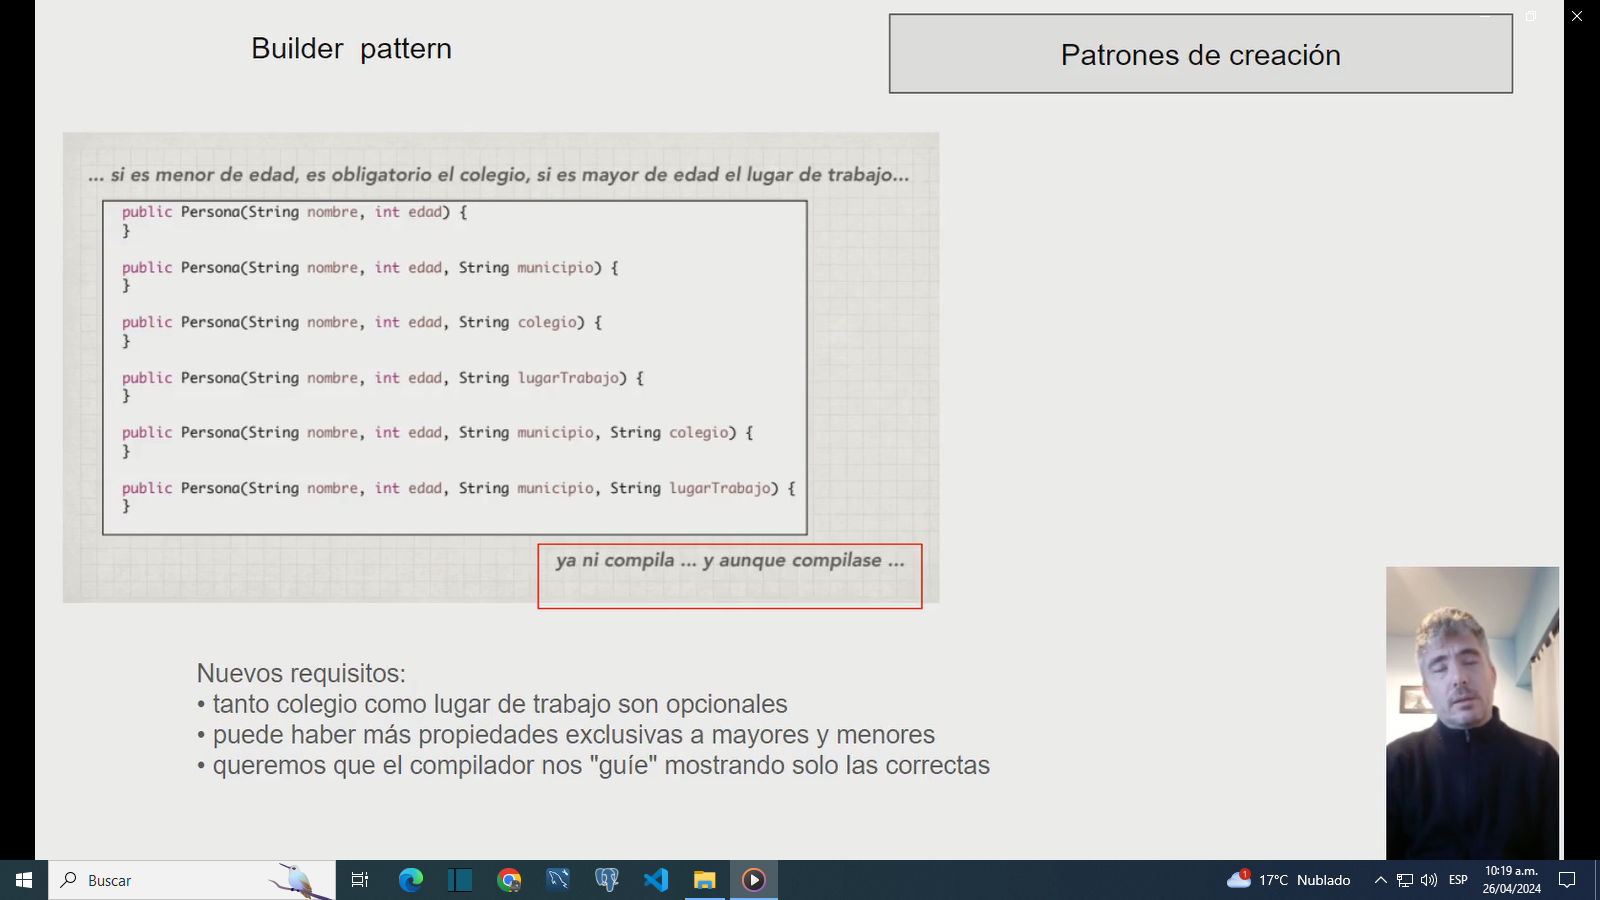 Builder  pattern
Patrones de creación
... si es menor de edad, es obligatorio el colegio, si es mayor de edad el lugar de trabajo...
public Persona(String nombre, int edad) {
}
public Persona(String nombre, int edad, String municipio) {
}
public Persona(String nombre, int edad, String colegio) {
}
public Persona(String nombre, int edad, String lugarTrabajo) {
}
public Persona(String nombre, int edad, String municipio, String colegio) {
}
public Persona(String nombre, int edad, String municipio, String lugarTrabajo) {
}
ya ni compila ... y aunque compilase ...
Nuevos requisitos:
• tanto colegio como lugar de trabajo son opcionales
• puede haber más propiedades exclusivas a mayores y menores
• queremos que el compilador nos "guíe" mostrando solo las correctas
Buscar
1
17°C Nublado
ESP
10:19 a.m.
26/04/2024